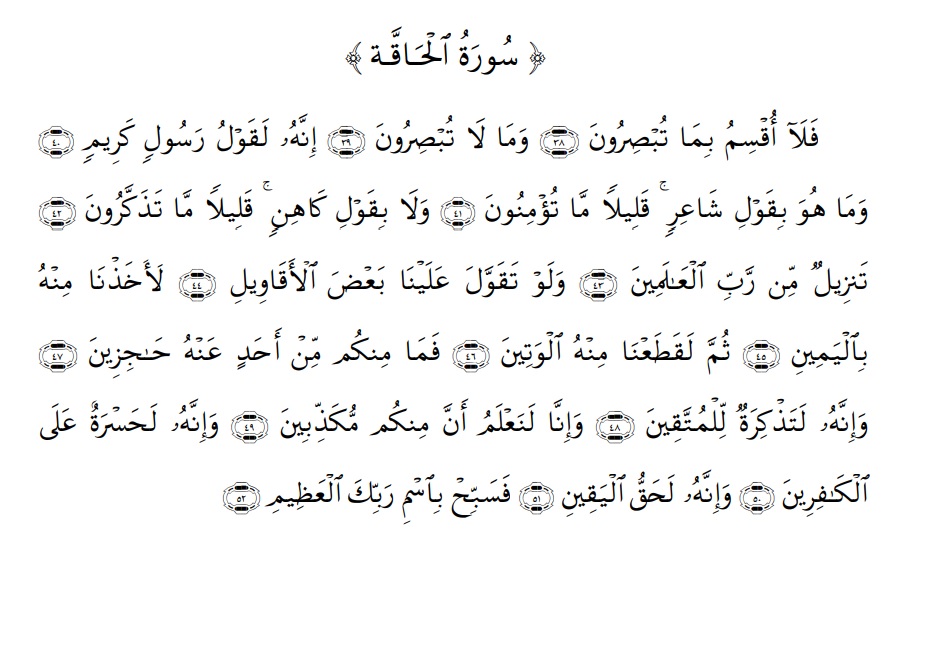 ﴿ سُورَةُ ٱلْحَاقَّة ﴾
فَلَآ أُقْسِمُ بِمَا تُبْصِرُونَ ٣٨ وَمَا لَا تُبْصِرُونَ ٣٩ إِنَّهُۥ لَقَوْلُ رَسُولٍۢ كَرِيمٍۢ ٤٠
وَمَا هُوَ بِقَوْلِ شَاعِرٍۢ ۚ قَلِيلًۭا مَّا تُؤْمِنُونَ ٤١ وَلَا بِقَوْلِ كَاهِنٍۢ ۚ قَلِيلًۭا مَّا تَذَكَّرُونَ ٤٢
تَنزِيلٌۭ مِّن رَّبِّ ٱلْعَـٰلَمِينَ ٤٣ وَلَوْ تَقَوَّلَ عَلَيْنَا بَعْضَ ٱلْأَقَاوِيلِ ٤٤ لَأَخَذْنَا مِنْهُ
بِٱلْيَمِينِ ٤٥ ثُمَّ لَقَطَعْنَا مِنْهُ ٱلْوَتِينَ ٤٦ فَمَا مِنكُم مِّنْ أَحَدٍ عَنْهُ حَـٰجِزِينَ ٤٧
وَإِنَّهُۥ لَتَذْكِرَةٌۭ لِّلْمُتَّقِينَ ٤٨ وَإِنَّا لَنَعْلَمُ أَنَّ مِنكُم مُّكَذِّبِينَ ٤٩ وَإِنَّهُۥ لَحَسْرَةٌ عَلَى
ٱلْكَـٰفِرِينَ ٥٠ وَإِنَّهُۥ لَحَقُّ ٱلْيَقِينِ ٥١ فَسَبِّحْ بِٱسْمِ رَبِّكَ ٱلْعَظِيمِ ٥٢